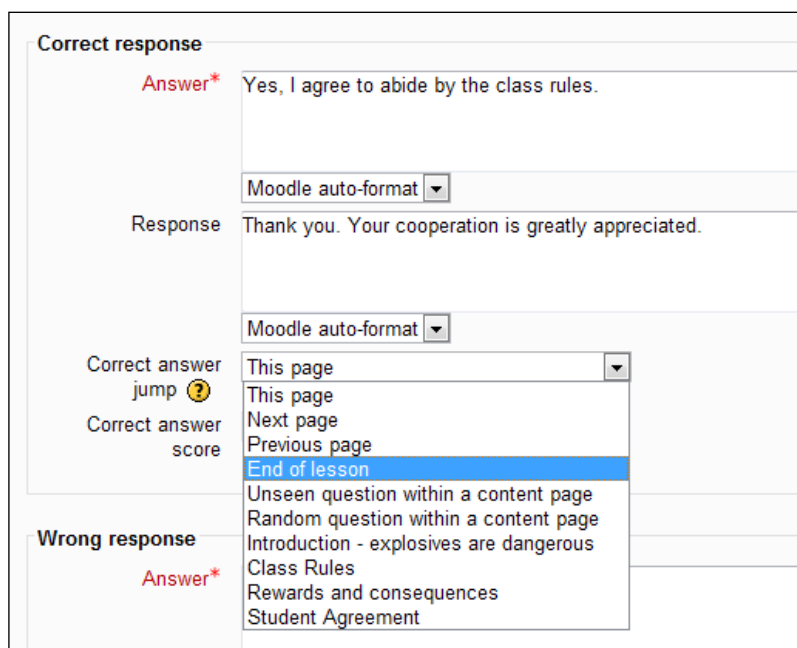 Correct response
Answer*
Yes, I agree to abide by the class rules.
Moodle auto-format
Response
Thank you. Your cooperation is greatly appreciated.
Moodle auto-format
Correct answer
jump ?
This page
This page
Next page
Previous page
Correct answer
score
End of lesson
Unseen question within a content page
Random question within a content page
Introduction - explosives are dangerous
Class Rules
Rewards and consequences
Student Agreement
Wrong response
Answer*